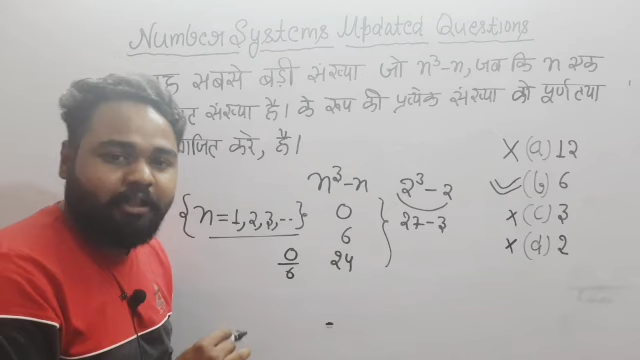 Number Systems Updated Questions
सबसे बड़ी संख्या जो n³-n, जब कि n एक
संख्या है। के रूप की प्रत्येक संख्या को पूर्णतया
करे, है।
n³-n
2³-2
{n=1,2,3,--}
0
27-3
6
0/6
24
x (a) 12
(b) 6
x (c) 3
x (d) 2